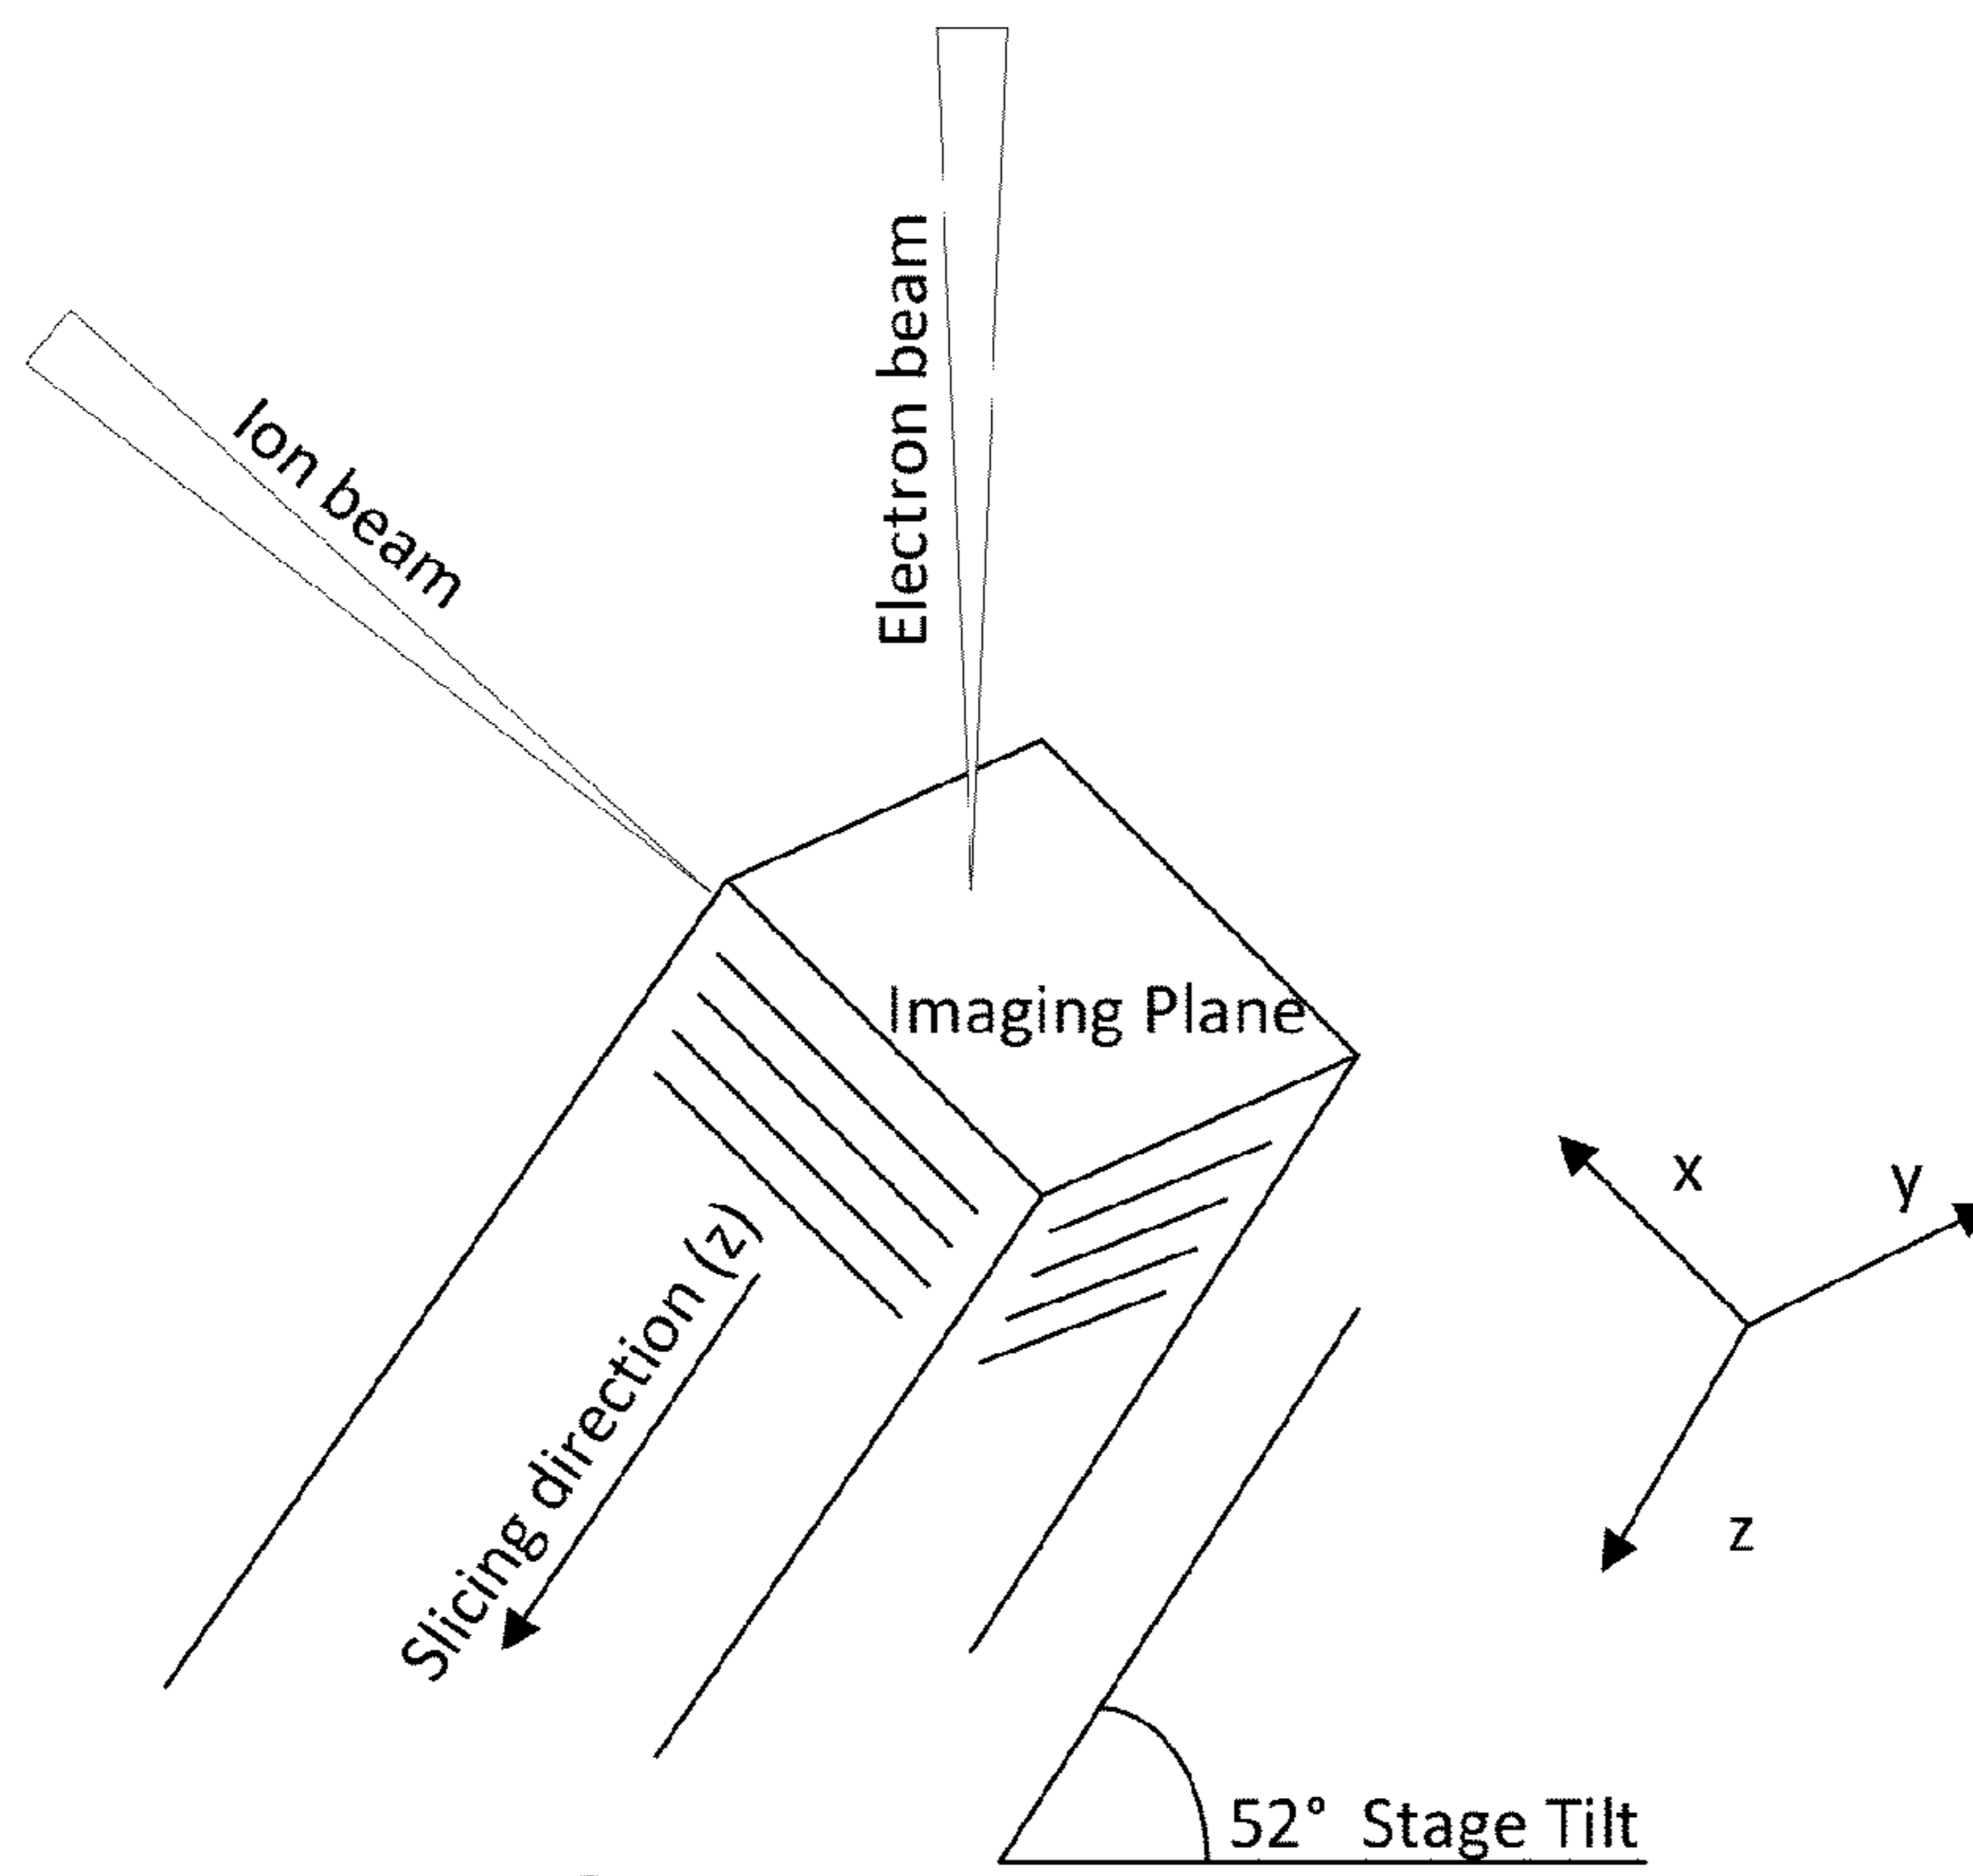 Electron beam
Ion beam
Imaging Plane
x
y
Slicing direction (z)
z
52° Stage Tilt